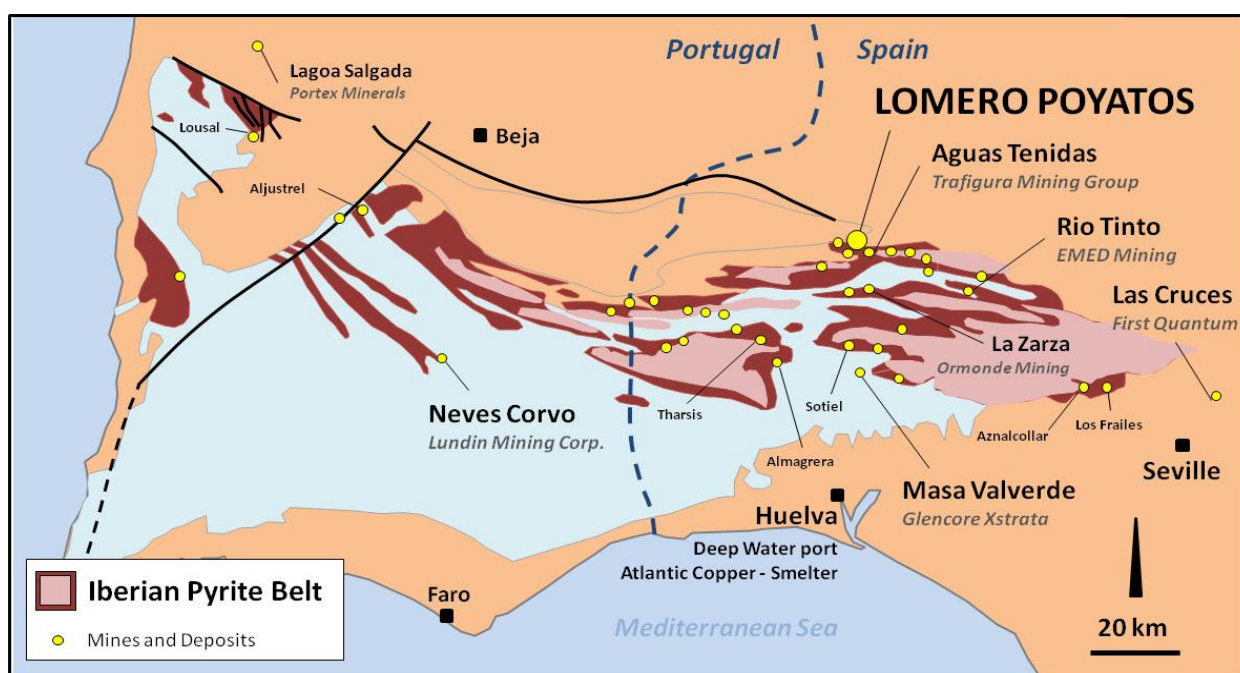 Portugal
Spain
Lagoa Salgada
Portex Minerals
LOMERO POYATOS
Lousal
Beja
Aguas Tenidas
Trafigura Mining Group
Aljustrel
Rio Tinto
EMED Mining
Las Cruces
First Quantum
La Zarza
Ormonde Mining
Neves Corvo
Lundin Mining Corp.
Tharsis
Sotiel
Aznalcollar
Los Frailes
Almagrera
Seville
Masa Valverde
Glencore Xstrata
Huelva
Deep Water port
Atlantic Copper - Smelter
Iberian Pyrite Belt
Mines and Deposits
Faro
Mediterranean Sea
20 km